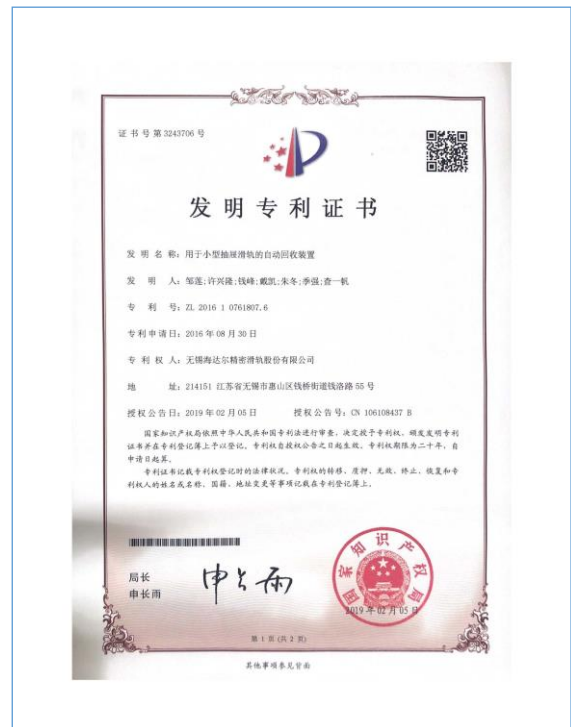 证书号第3243706号
发明专利证书
发明名称：用于小型抽屉滑轨的自动回收装置
发明人：邹莲;许兴隆;钱峰;戴凯;朱冬;季强;查一帆
专利号：ZL 2016 1 0761807.6
专利申请日：2016年08月30日
专利权人：无锡海达尔精密滑轨股份有限公司
地址：214151 江苏省无锡市惠山区钱桥街道钱洛路55号
授权公告日：2019年02月05日 授权公告号：CN 106108437 B
国家知识产权局依照中华人民共和国专利法进行审查，决定授予专利权，颁发发明专利
证书并在专利登记簿上予以登记。专利权自授权公告之日起生效。专利权期限为二十年，自
申请日起算。
专利证书记载专利权登记时的法律状况。专利权的转移、质押、无效、终止、恢复和专
利权人的姓名或名称、国籍、地址变更等事项记载在专利登记簿上。
局长
申长雨
申长雨
国家知识产权局
2019年02月05日
第1页(共2页)
其他事项参见背面